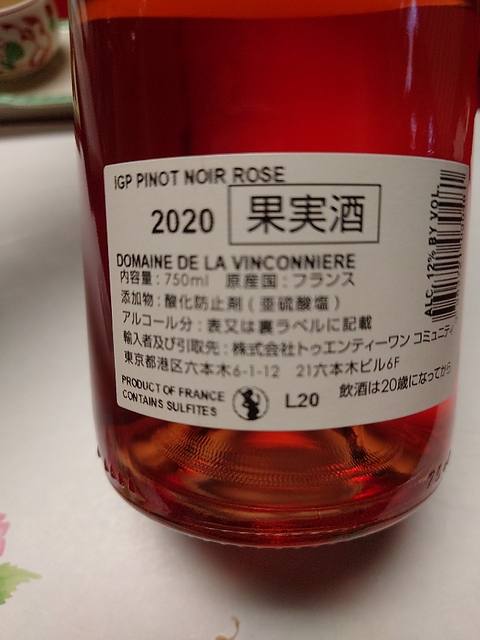 IGP PINOT NOIR ROSE
2020 果実酒
DOMAINE DE LA VINCONNIERE
内容量：750ml 原産国：フランス
添加物：酸化防止剤（亜硫酸塩）
アルコール分：表又は裏ラベルに記載
輸入者及び引取先：株式会社トゥエンティーワン コミュニティ
東京都港区六本木6-1-12 21六本木ビル6F
飲酒は20歳になってから
PRODUCT OF FRANCE
CONTAINS SULFITES
L20
ALC. 12% BY VOL.